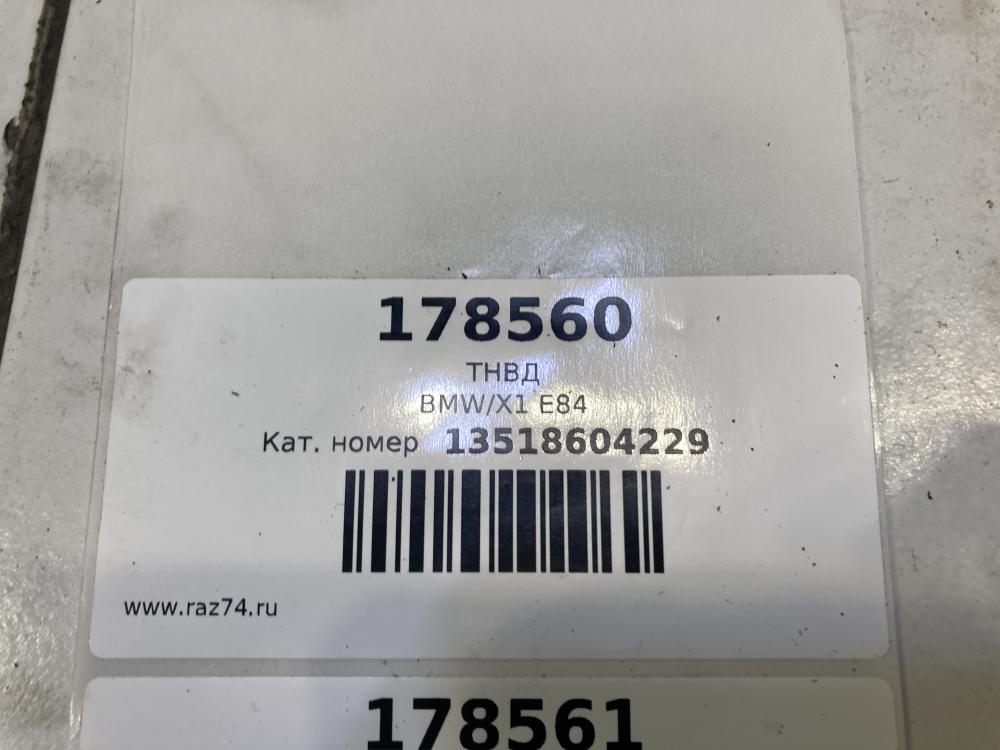 178560
ТНВД
BMW/X1 E84
Кат. номер 13518604229
www.raz74.ru
178561